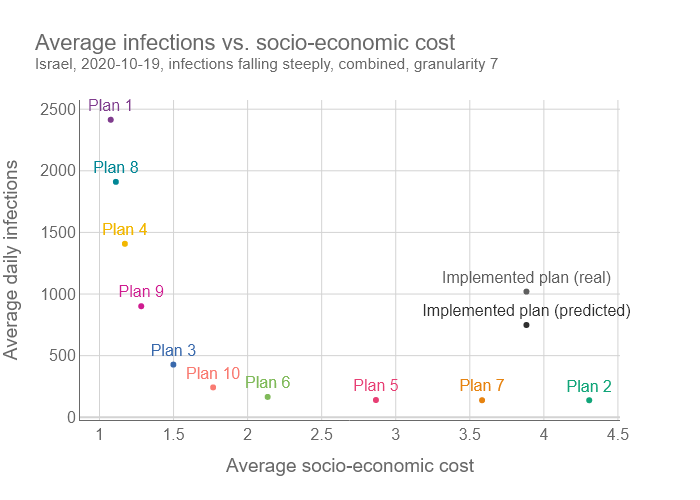 Average infections vs. socio-economic cost
Israel, 2020-10-19, infections falling steeply, combined, granularity 7
2500
Plan 1
2000
Plan 8
1500
Plan 4
1000
Plan 9
Implemented plan (real)
Implemented plan (predicted)
500
Plan 3
Plan 10
Plan 6
Plan 5
Plan 7
Plan 2
0
1
1.5
2
2.5
3
3.5
4
4.5
Average daily infections
Average socio-economic cost